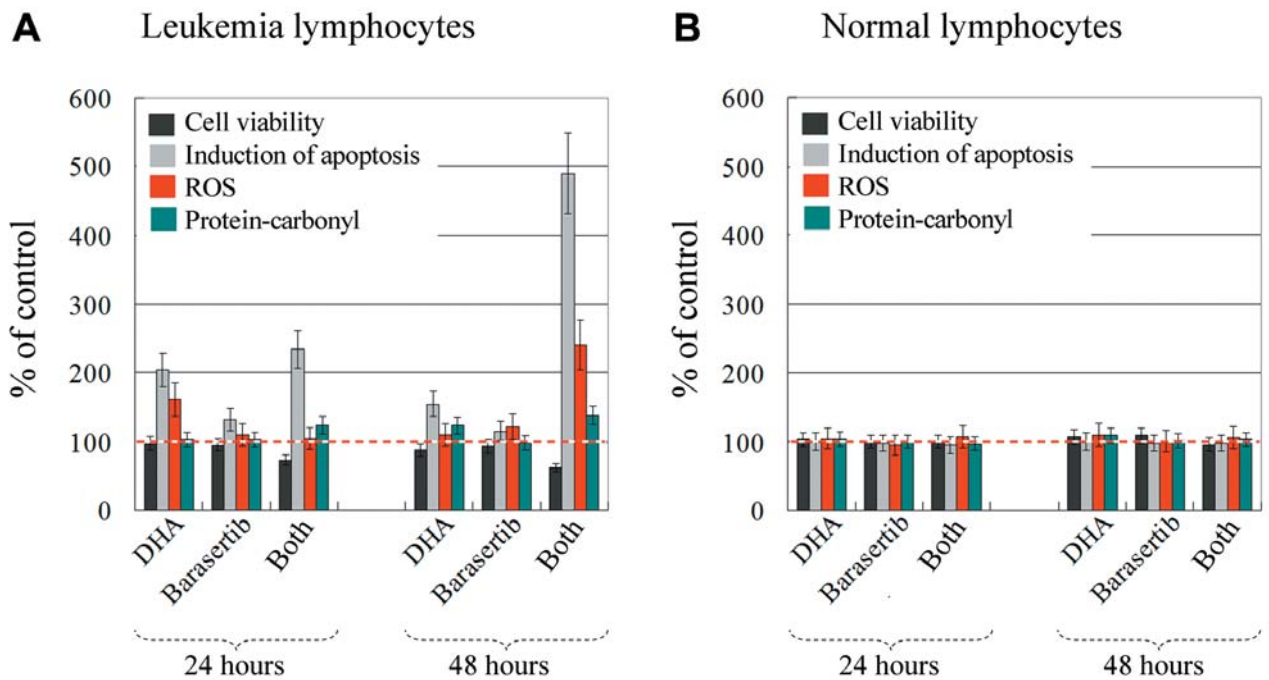 A Leukemia lymphocytes
600
500
400
300
200
100
0
% of control
Cell viability
Induction of apoptosis
ROS
Protein-carbonyl
DHA
Barasertib
Both
DHA
Barasertib
Both
24 hours
48 hours
B Normal lymphocytes
600
500
400
300
200
100
0
% of control
Cell viability
Induction of apoptosis
ROS
Protein-carbonyl
DHA
Barasertib
Both
DHA
Barasertib
Both
24 hours
48 hours